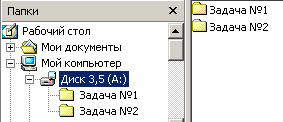 Папки
Рабочий стол
Мои документы
Мой компьютер
Диск 3,5 (A:)
Задача №1
Задача №2
Задача №1
Задача №2